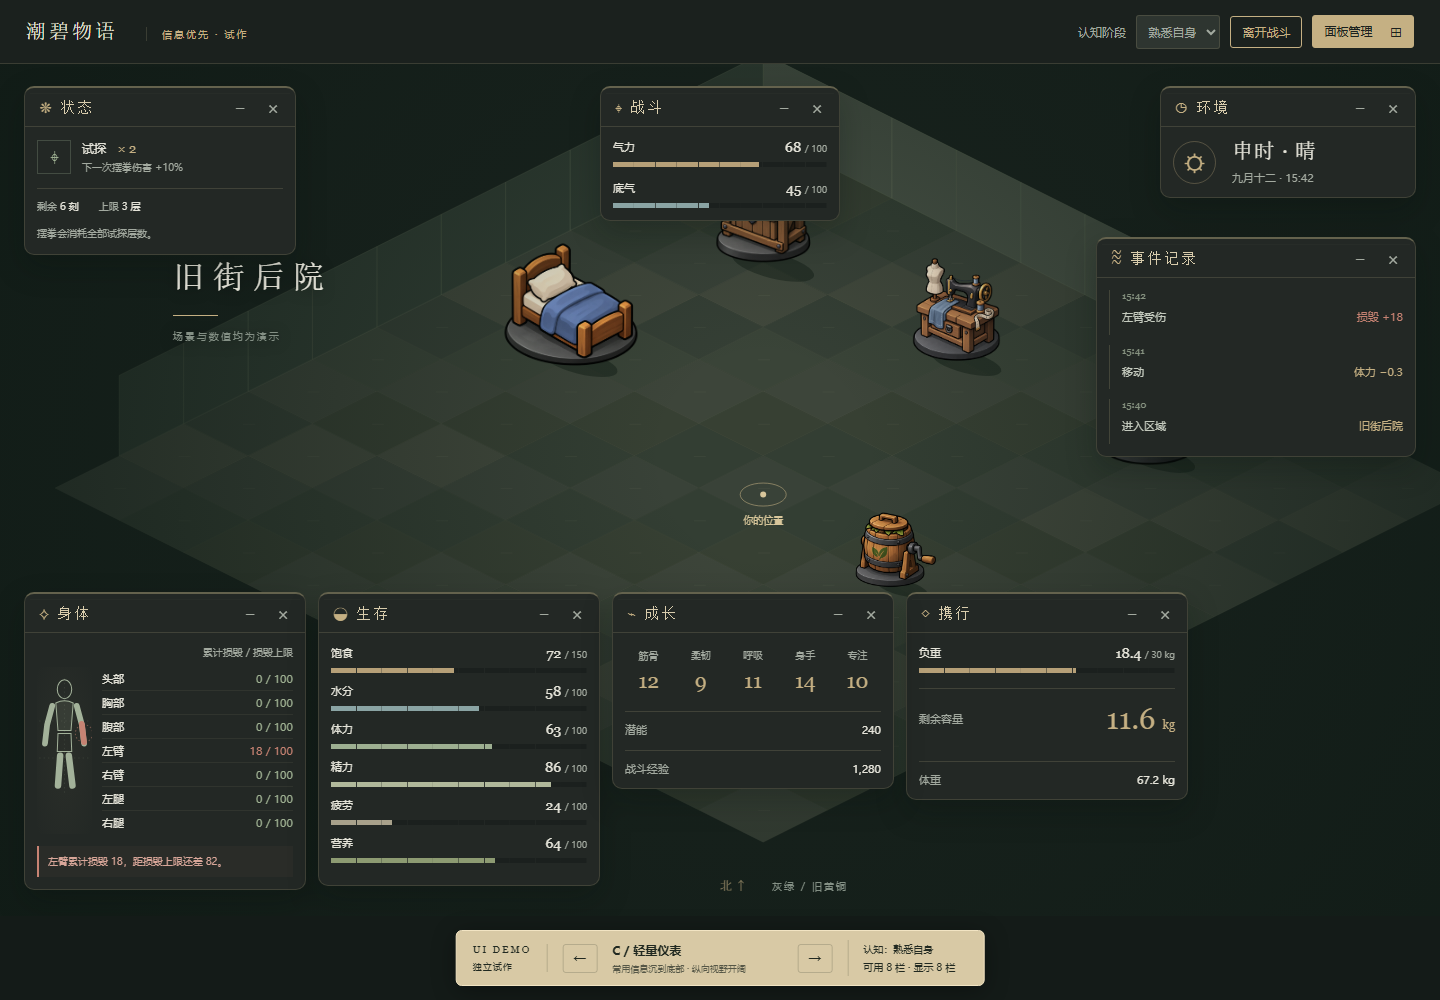 潮碧物语
信息优先 · 试作
认知阶段
熟悉自身
离开战斗
面板管理
状态
试探 × 2
下一次摆拳伤害 +10%
剩余 6 刻 上限 3 层
摆拳会消耗全部试探层数。
战斗
气力 68 / 100
底气 45 / 100
环境
申时 · 晴
九月十二 · 15:42
旧街后院
场景与数值均为演示
事件记录
15:42
左臂受伤 损毁 +18
15:41
移动 体力 −0.3
15:40
进入区域 旧街后院
你的位置
身体
累计损毁 / 损毁上限
头部 0 / 100
胸部 0 / 100
腹部 0 / 100
左臂 18 / 100
右臂 0 / 100
左腿 0 / 100
右腿 0 / 100
左臂累计损毁 18，距损毁上限还差 82。
生存
饱食 72 / 150
水分 58 / 100
体力 63 / 100
精力 86 / 100
疲劳 24 / 100
营养 64 / 100
成长
筋骨 柔韧 呼吸 身手 专注
12 9 11 14 10
潜能 240
战斗经验 1,280
携行
负重 18.4 / 30 kg
剩余容量 11.6 kg
体重 67.2 kg
北 ↑ 灰绿 / 旧黄铜
UI DEMO
独立试作
←
C / 轻量仪表
常用信息沉到底部 · 纵向视野开阔
→
认知：熟悉自身
可用 8 栏 · 显示 8 栏